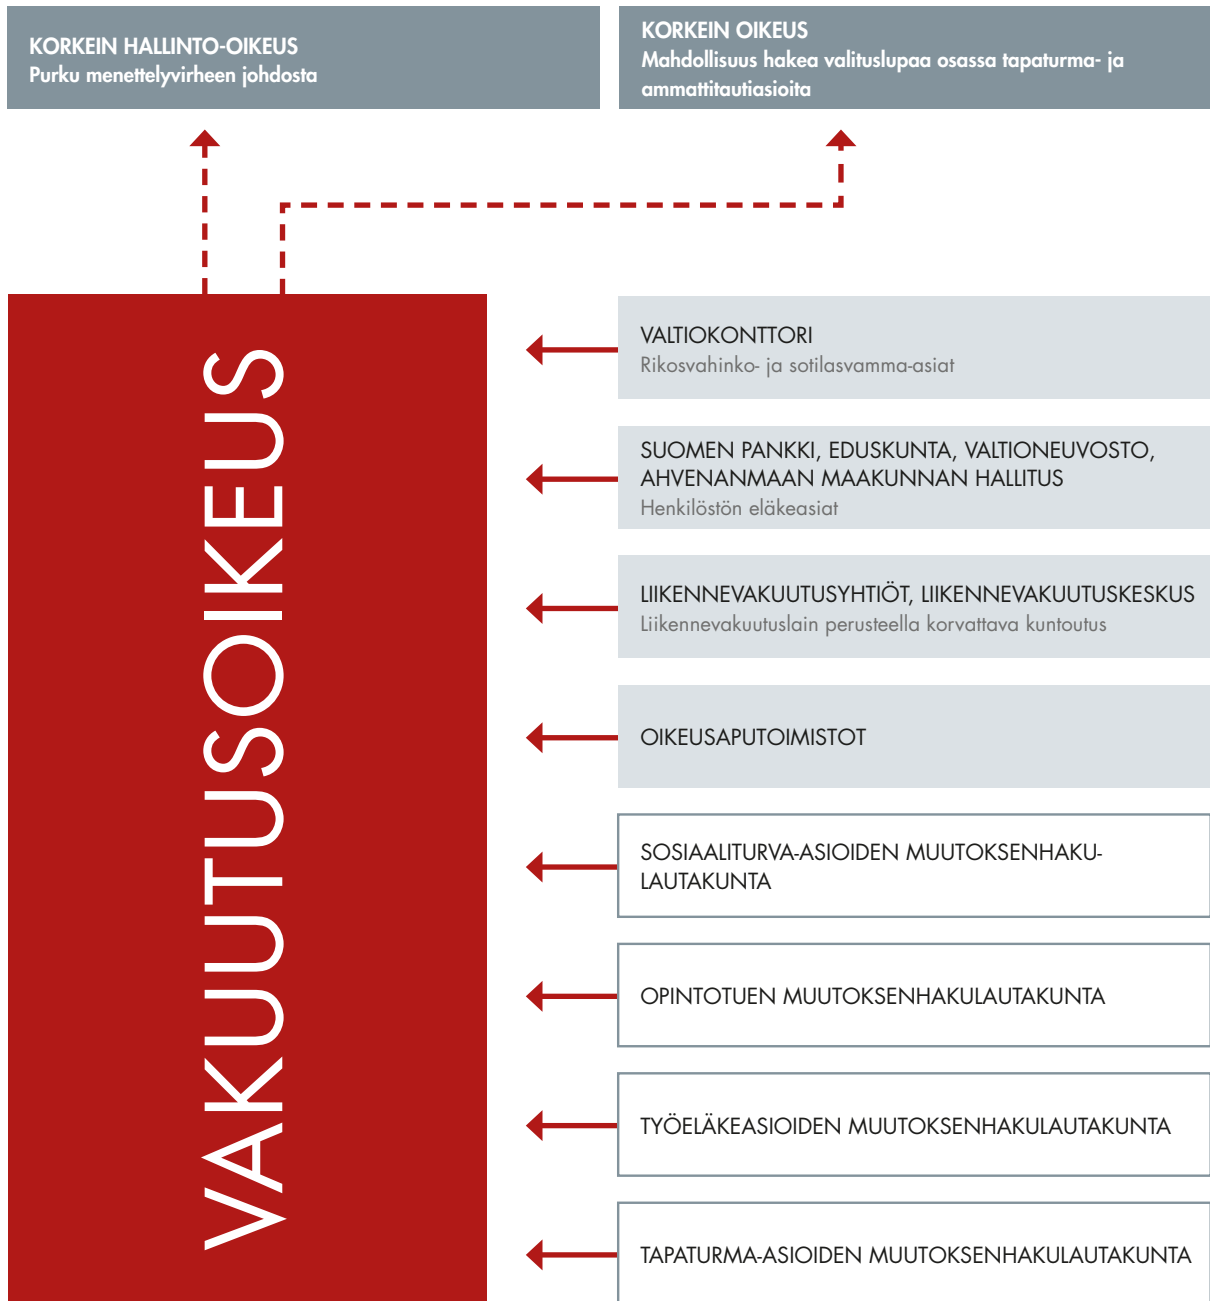 KORKEIN HALLINTO-OIKEUS
Purku menettelyvirheen johdosta
KORKEIN OIKEUS
Mahdollisuus hakea valituslupaa osassa tapaturma- ja
ammattitautiasioita
VAKUUTUSOIKEUS
VALTIOKONTTORI
Rikosvahinko- ja sotilasvamma-asiat
SUOMEN PANKKI, EDUSKUNTA, VALTIONEUVOSTO,
AHVENANMAAN MAAKUNNAN HALLITUS
Henkilöstön eläkeasiat
LIIKENNEVAKUUTUSYHTIÖT, LIIKENNEVAKUUTUSKESKUS
Liikennevakuutuslain perusteella korvattava kuntoutus
OIKEUSAPUTOIMISTOT
SOSIAALITURVA-ASIOIDEN MUUTOKSENHAKU-
LAUTAKUNTA
OPINTOTUEN MUUTOKSENHAKULAUTAKUNTA
TYÖELÄKEASIOIDEN MUUTOKSENHAKULAUTAKUNTA
TAPATURMA-ASIOIDEN MUUTOKSENHAKULAUTAKUNTA